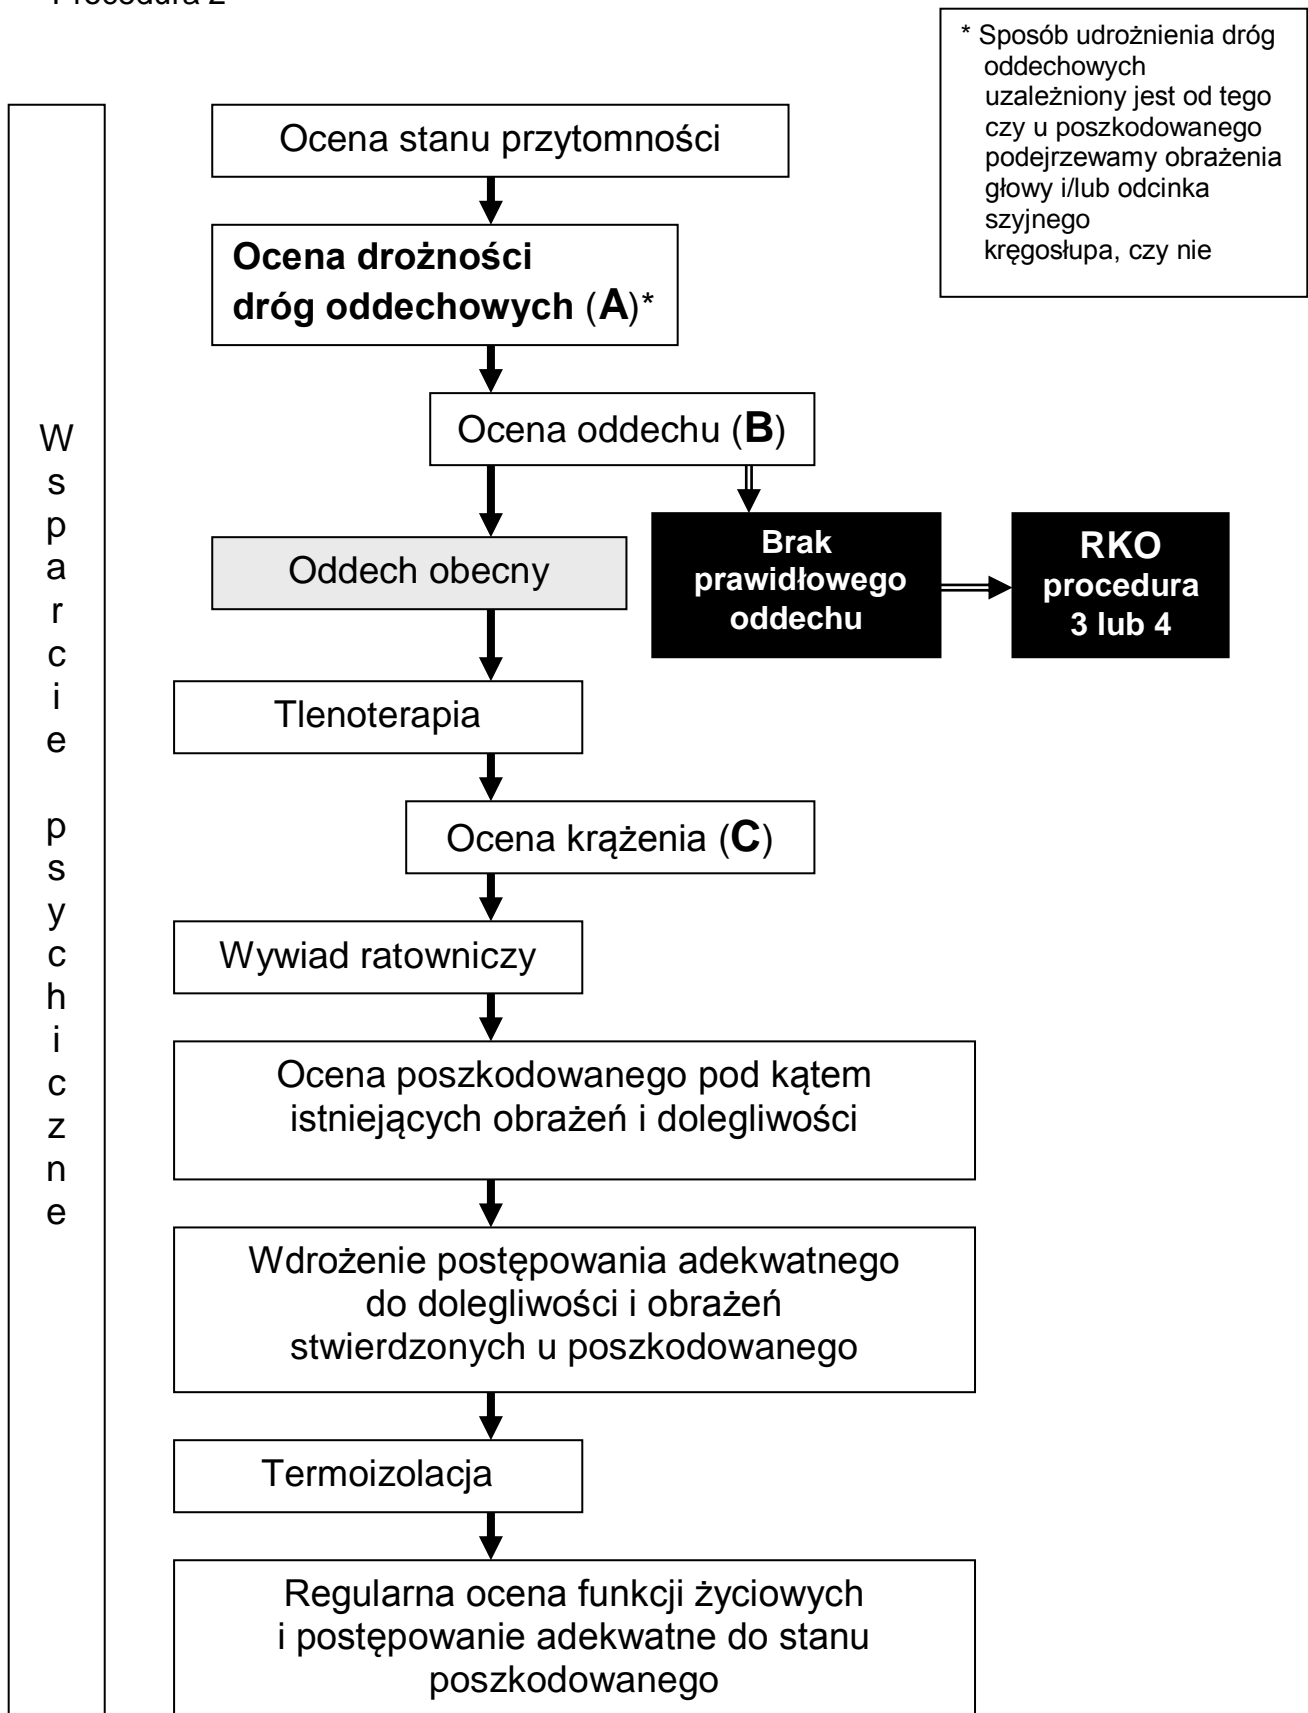 Procedura 2
* Sposób udrożnienia dróg
oddechowych
uzależniony jest od tego
czy u poszkodowanego
podejrzewamy obrażenia
głowy i/lub odcinka
szyjnego
kręgosłupa, czy nie
Wsparcie psychiczne
Ocena stanu przytomności
Ocena drożności
dróg oddechowych (A)*
Ocena oddechu (B)
Oddech obecny
Brak
prawidłowego
oddechu
RKO
procedura
3 lub 4
Tlenoterapia
Ocena krążenia (C)
Wywiad ratowniczy
Ocena poszkodowanego pod kątem
istniejących obrażeń i dolegliwości
Wdrożenie postępowania adekwatnego
do dolegliwości i obrażeń
stwierdzonych u poszkodowanego
Termoizolacja
Regularna ocena funkcji życiowych
i postępowanie adekwatne do stanu
poszkodowanego